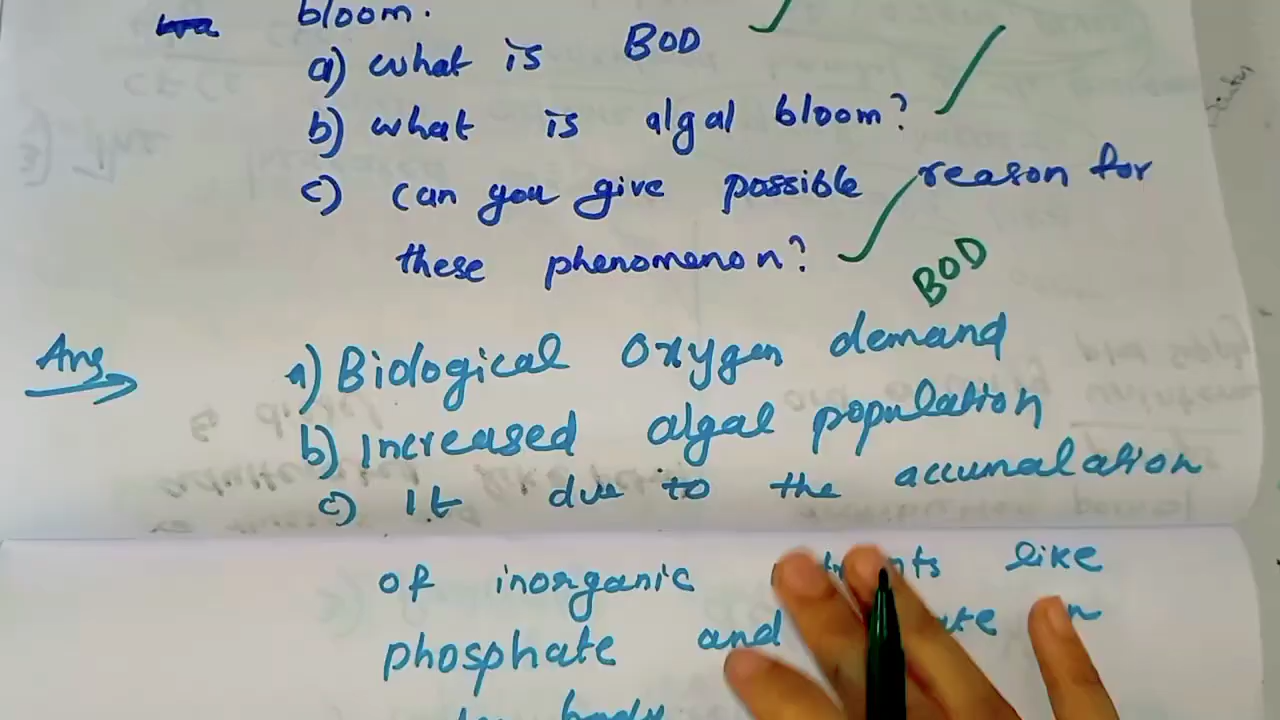 bloom.
a) what is BOD
b) what is algal bloom?
c) can you give possible reason for
these phenomenon?
BOD
Ans
a) Biological Oxygen demand
b) Increased algal population
c) It due to the accumalation
of inorganic like
phosphate and
body